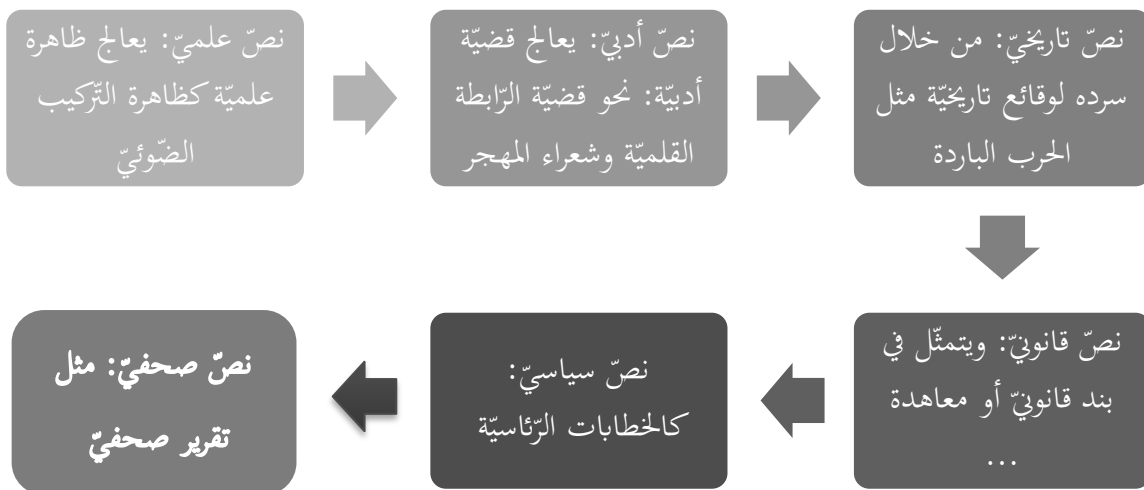 نصّ علميّ: يعالج ظاهرة
علميّة كظاهرة التّركيب
الضّوئيّ
نصّ أدبيّ: يعالج قضيّة
أدبيّة: نحو قضيّة الرّابطة
القلميّة وشعراء المهجر
نصّ تاريخيّ: من خلال
سرده لوقائع تاريخيّة مثل
الحرب الباردة
نصّ قانونيّ: ويتمثّل في
بند قانونيّ أو معاهدة
...
نصّ سياسيّ:
كالخطابات الرّئاسيّة
نصّ صحفيّ: مثل
تقرير صحفيّ